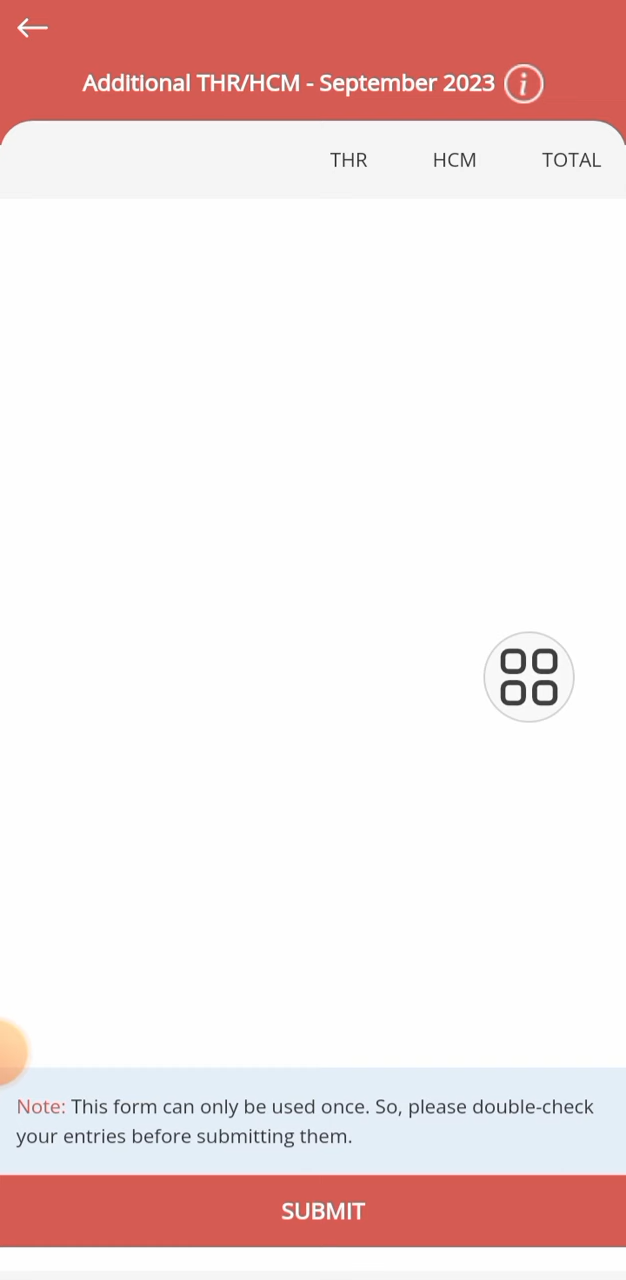 Additional THR/HCM - September 2023 i
THR HCM TOTAL
Note: This form can only be used once. So, please double-check
your entries before submitting them.
SUBMIT